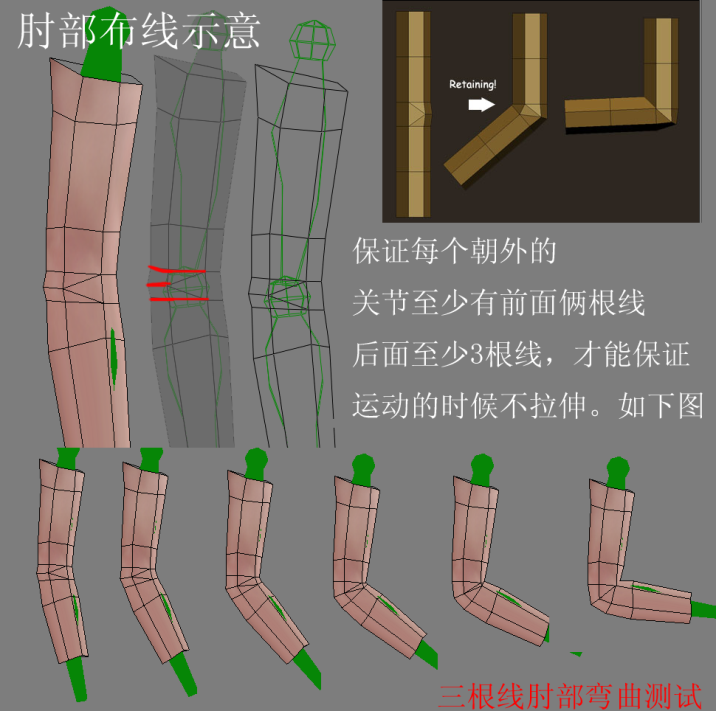 肘部布线示意
Retaining!
保证每个朝外的
关节至少有前面俩根线
后面至少3根线，才能保证
运动的时候不拉伸。如下图
三根线肘部弯曲测试